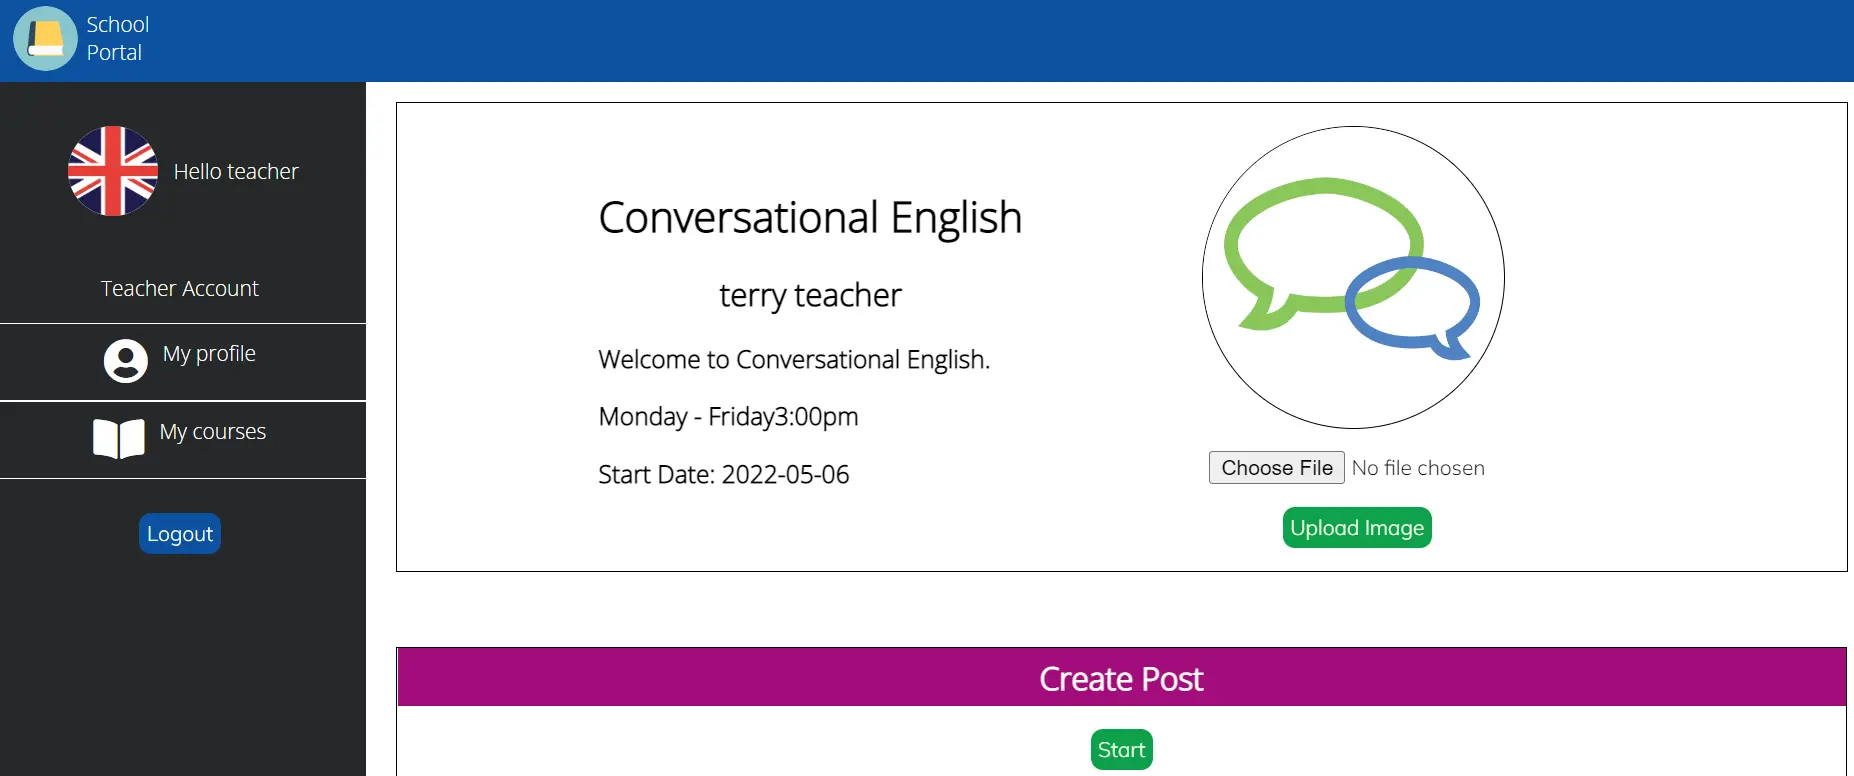 School
Portal
Hello teacher
Teacher Account
My profile
My courses
Logout
Conversational English
terry teacher
Welcome to Conversational English.
Monday - Friday3:00pm
Start Date: 2022-05-06
Choose File No file chosen
Upload Image
Create Post
Start